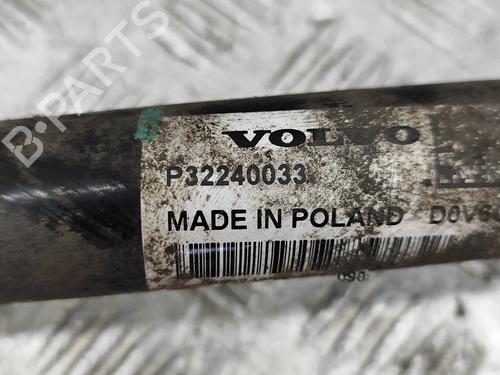 B-PARTS
VOLVO
P32240033
MADE IN POLAND